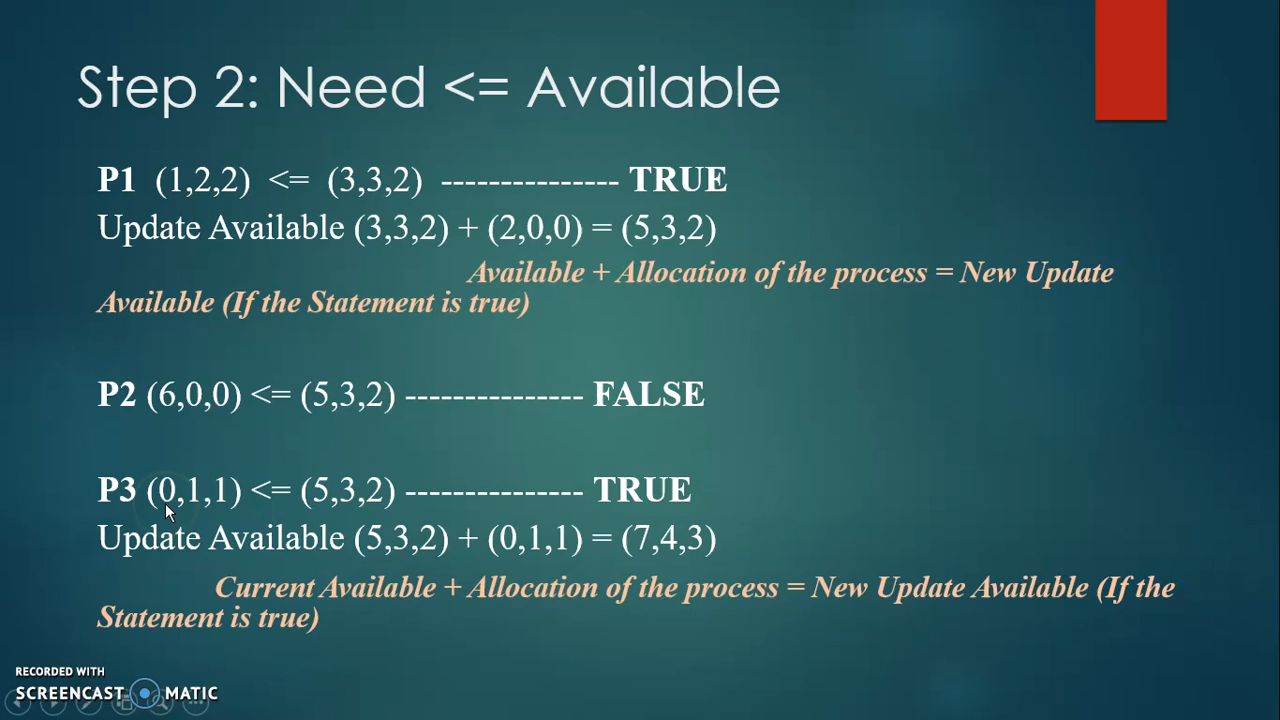 Step 2: Need <= Available
P1 (1,2,2) <= (3,3,2) --------------- TRUE
Update Available (3,3,2) + (2,0,0) = (5,3,2)
Available + Allocation of the process = New Update
Available (If the Statement is true)
P2 (6,0,0) <= (5,3,2) --------------- FALSE
P3 (0,1,1) <= (5,3,2) --------------- TRUE
Update Available (5,3,2) + (0,1,1) = (7,4,3)
Current Available + Allocation of the process = New Update Available (If the
Statement is true)
RECORDED WITH
SCREENCAST MATIC